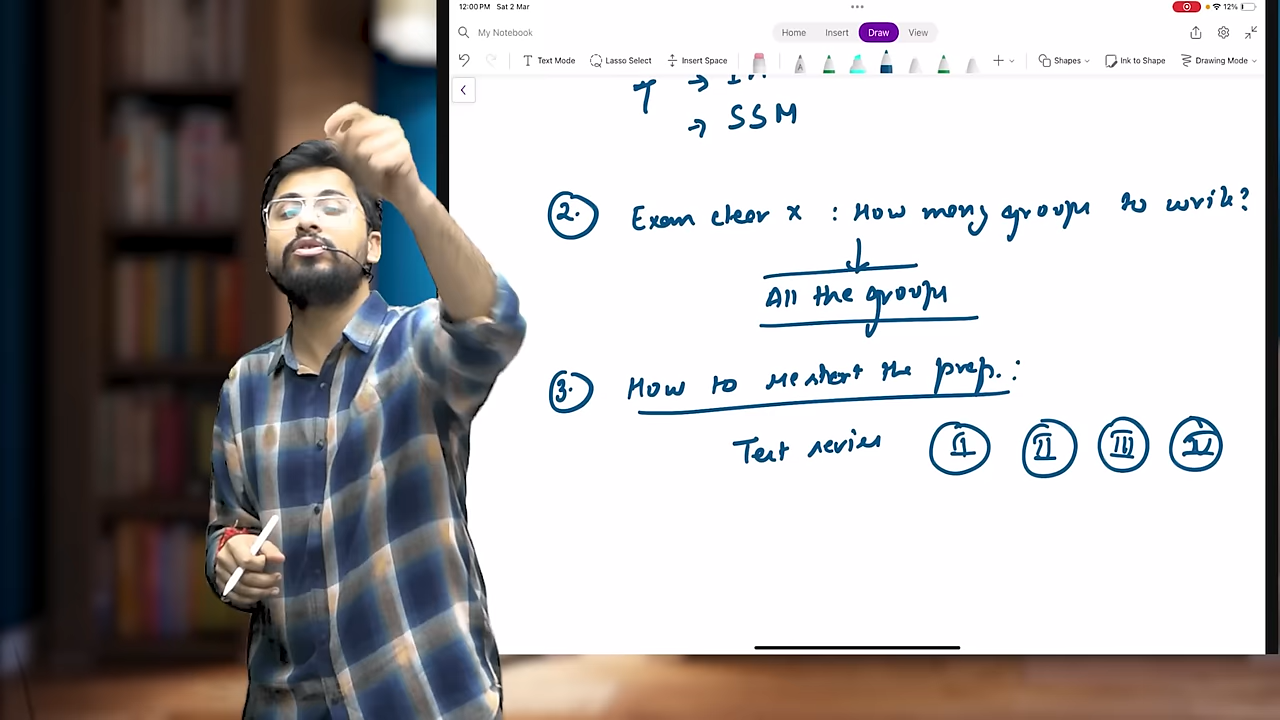 12:00 PM Sat 2 Mar
12%
My Notebook
Home Insert Draw View
Text Mode Lasso Select Insert Space Shapes Ink to Shape Drawing Mode
→ SSM
2. Exam clear x : How many groups to write?
All the groups
3. How to restart the prep. :
Test series I II III IV